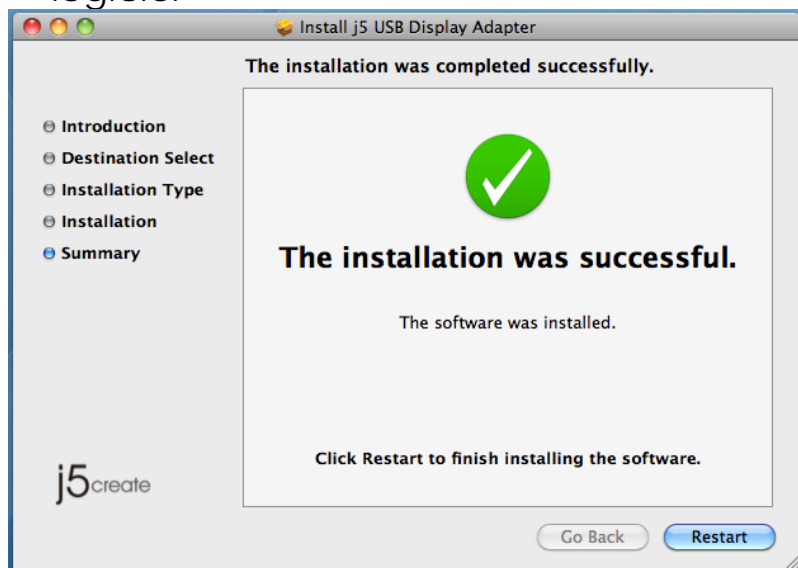 logiciel
Install j5 USB Display Adapter
The installation was completed successfully.
Introduction
Destination Select
Installation Type
Installation
Summary
The installation was successful.
The software was installed.
Click Restart to finish installing the software.
j5create
Go Back
Restart